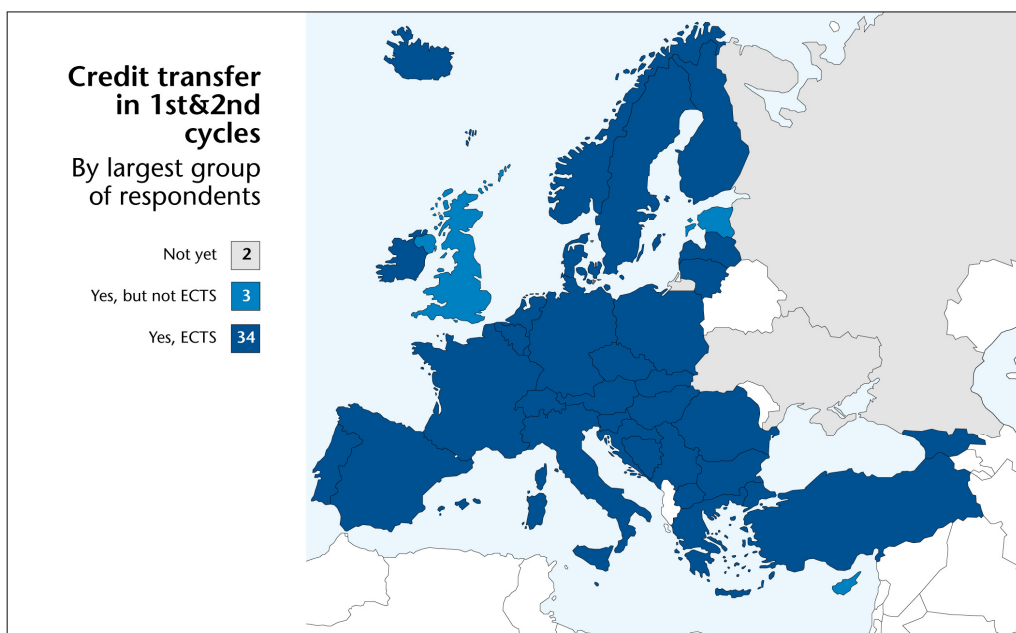 Credit transfer
in 1st&2nd
cycles
By largest group
of respondents
Not yet 2
Yes, but not ECTS 3
Yes, ECTS 34